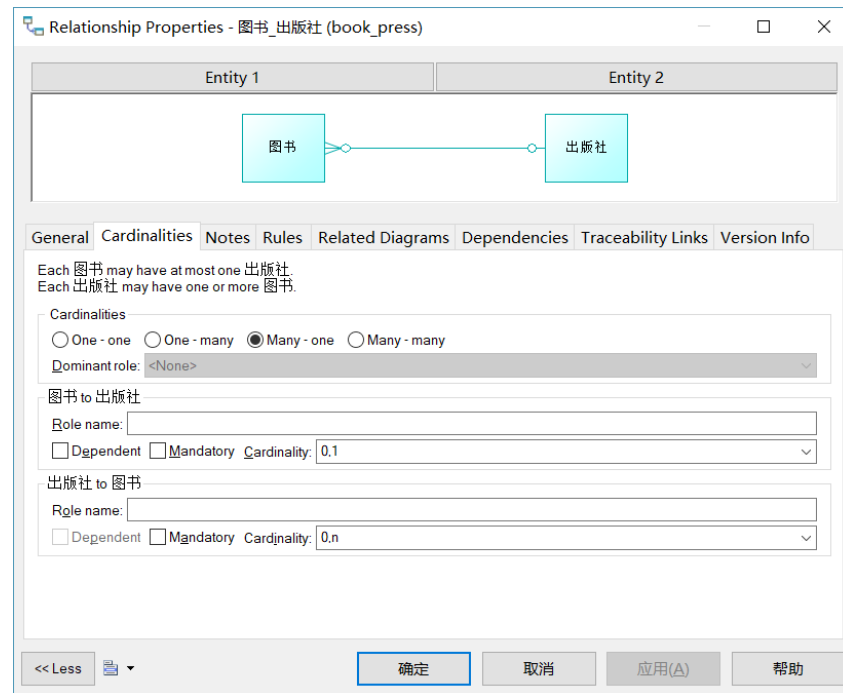 Relationship Properties - 图书_出版社 (book_press)
Entity 1 Entity 2
图书 出版社
General Cardinalities Notes Rules Related Diagrams Dependencies Traceability Links Version Info
Each 图书 may have at most one 出版社.
Each 出版社 may have one or more 图书.
Cardinalities
One - one One - many Many - one Many - many
Dominant role: <None>
图书 to 出版社
Role name:
Dependent Mandatory Cardinality: 0,1
出版社 to 图书
Role name:
Dependent Mandatory Cardinality: 0,n
<< Less 确定 取消 应用(A) 帮助